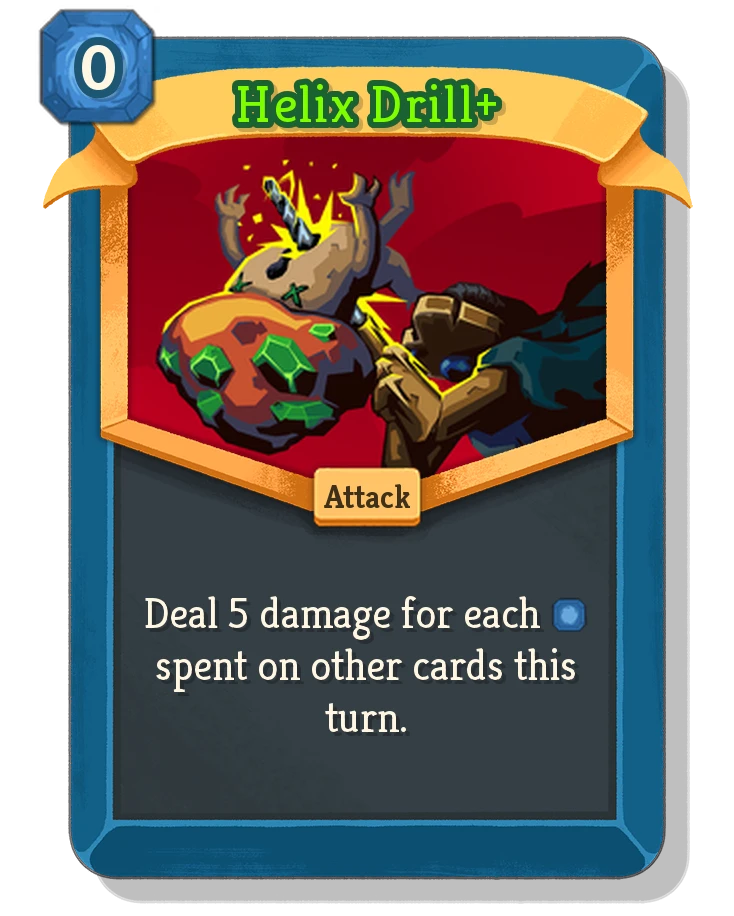 0
Helix Drill+
Attack
Deal 5 damage for each
spent on other cards this
turn.